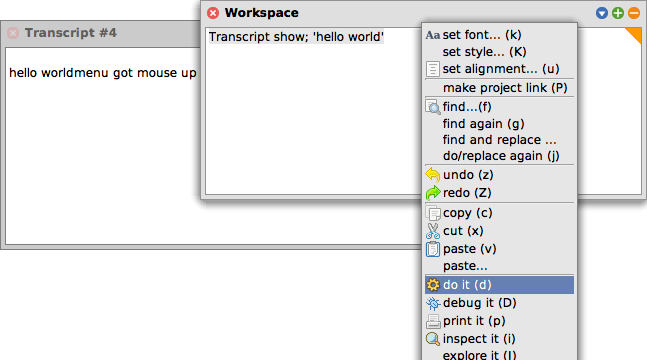 Transcript #4
hello worldmenu got mouse up
Workspace
Transcript show; 'hello world'
Aa set font... (k)
set style... (K)
set alignment... (u)
make project link (P)
find...(f)
find again (g)
find and replace ...
do/replace again (j)
undo (z)
redo (Z)
copy (c)
cut (x)
paste (v)
paste...
do it (d)
debug it (D)
print it (p)
inspect it (i)
explore it (I)